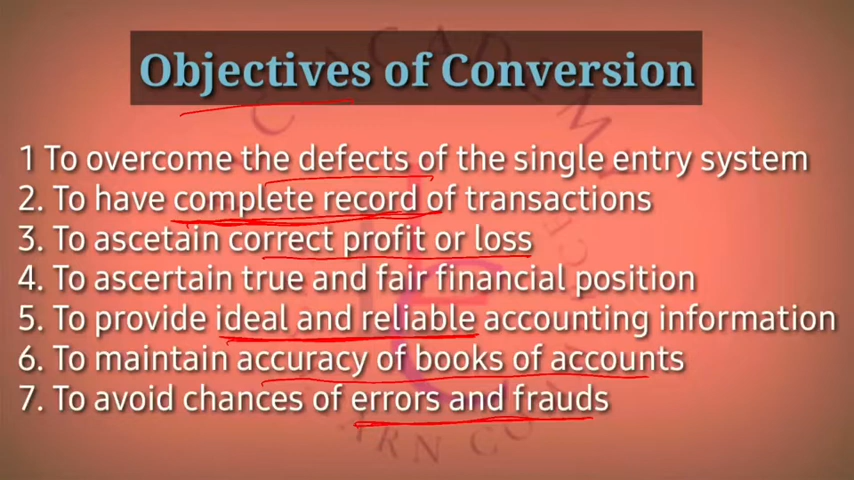 Objectives of Conversion
1 To overcome the defects of the single entry system
2. To have complete record of transactions
3. To ascetain correct profit or loss
4. To ascertain true and fair financial position
5. To provide ideal and reliable accounting information
6. To maintain accuracy of books of accounts
7. To avoid chances of errors and frauds